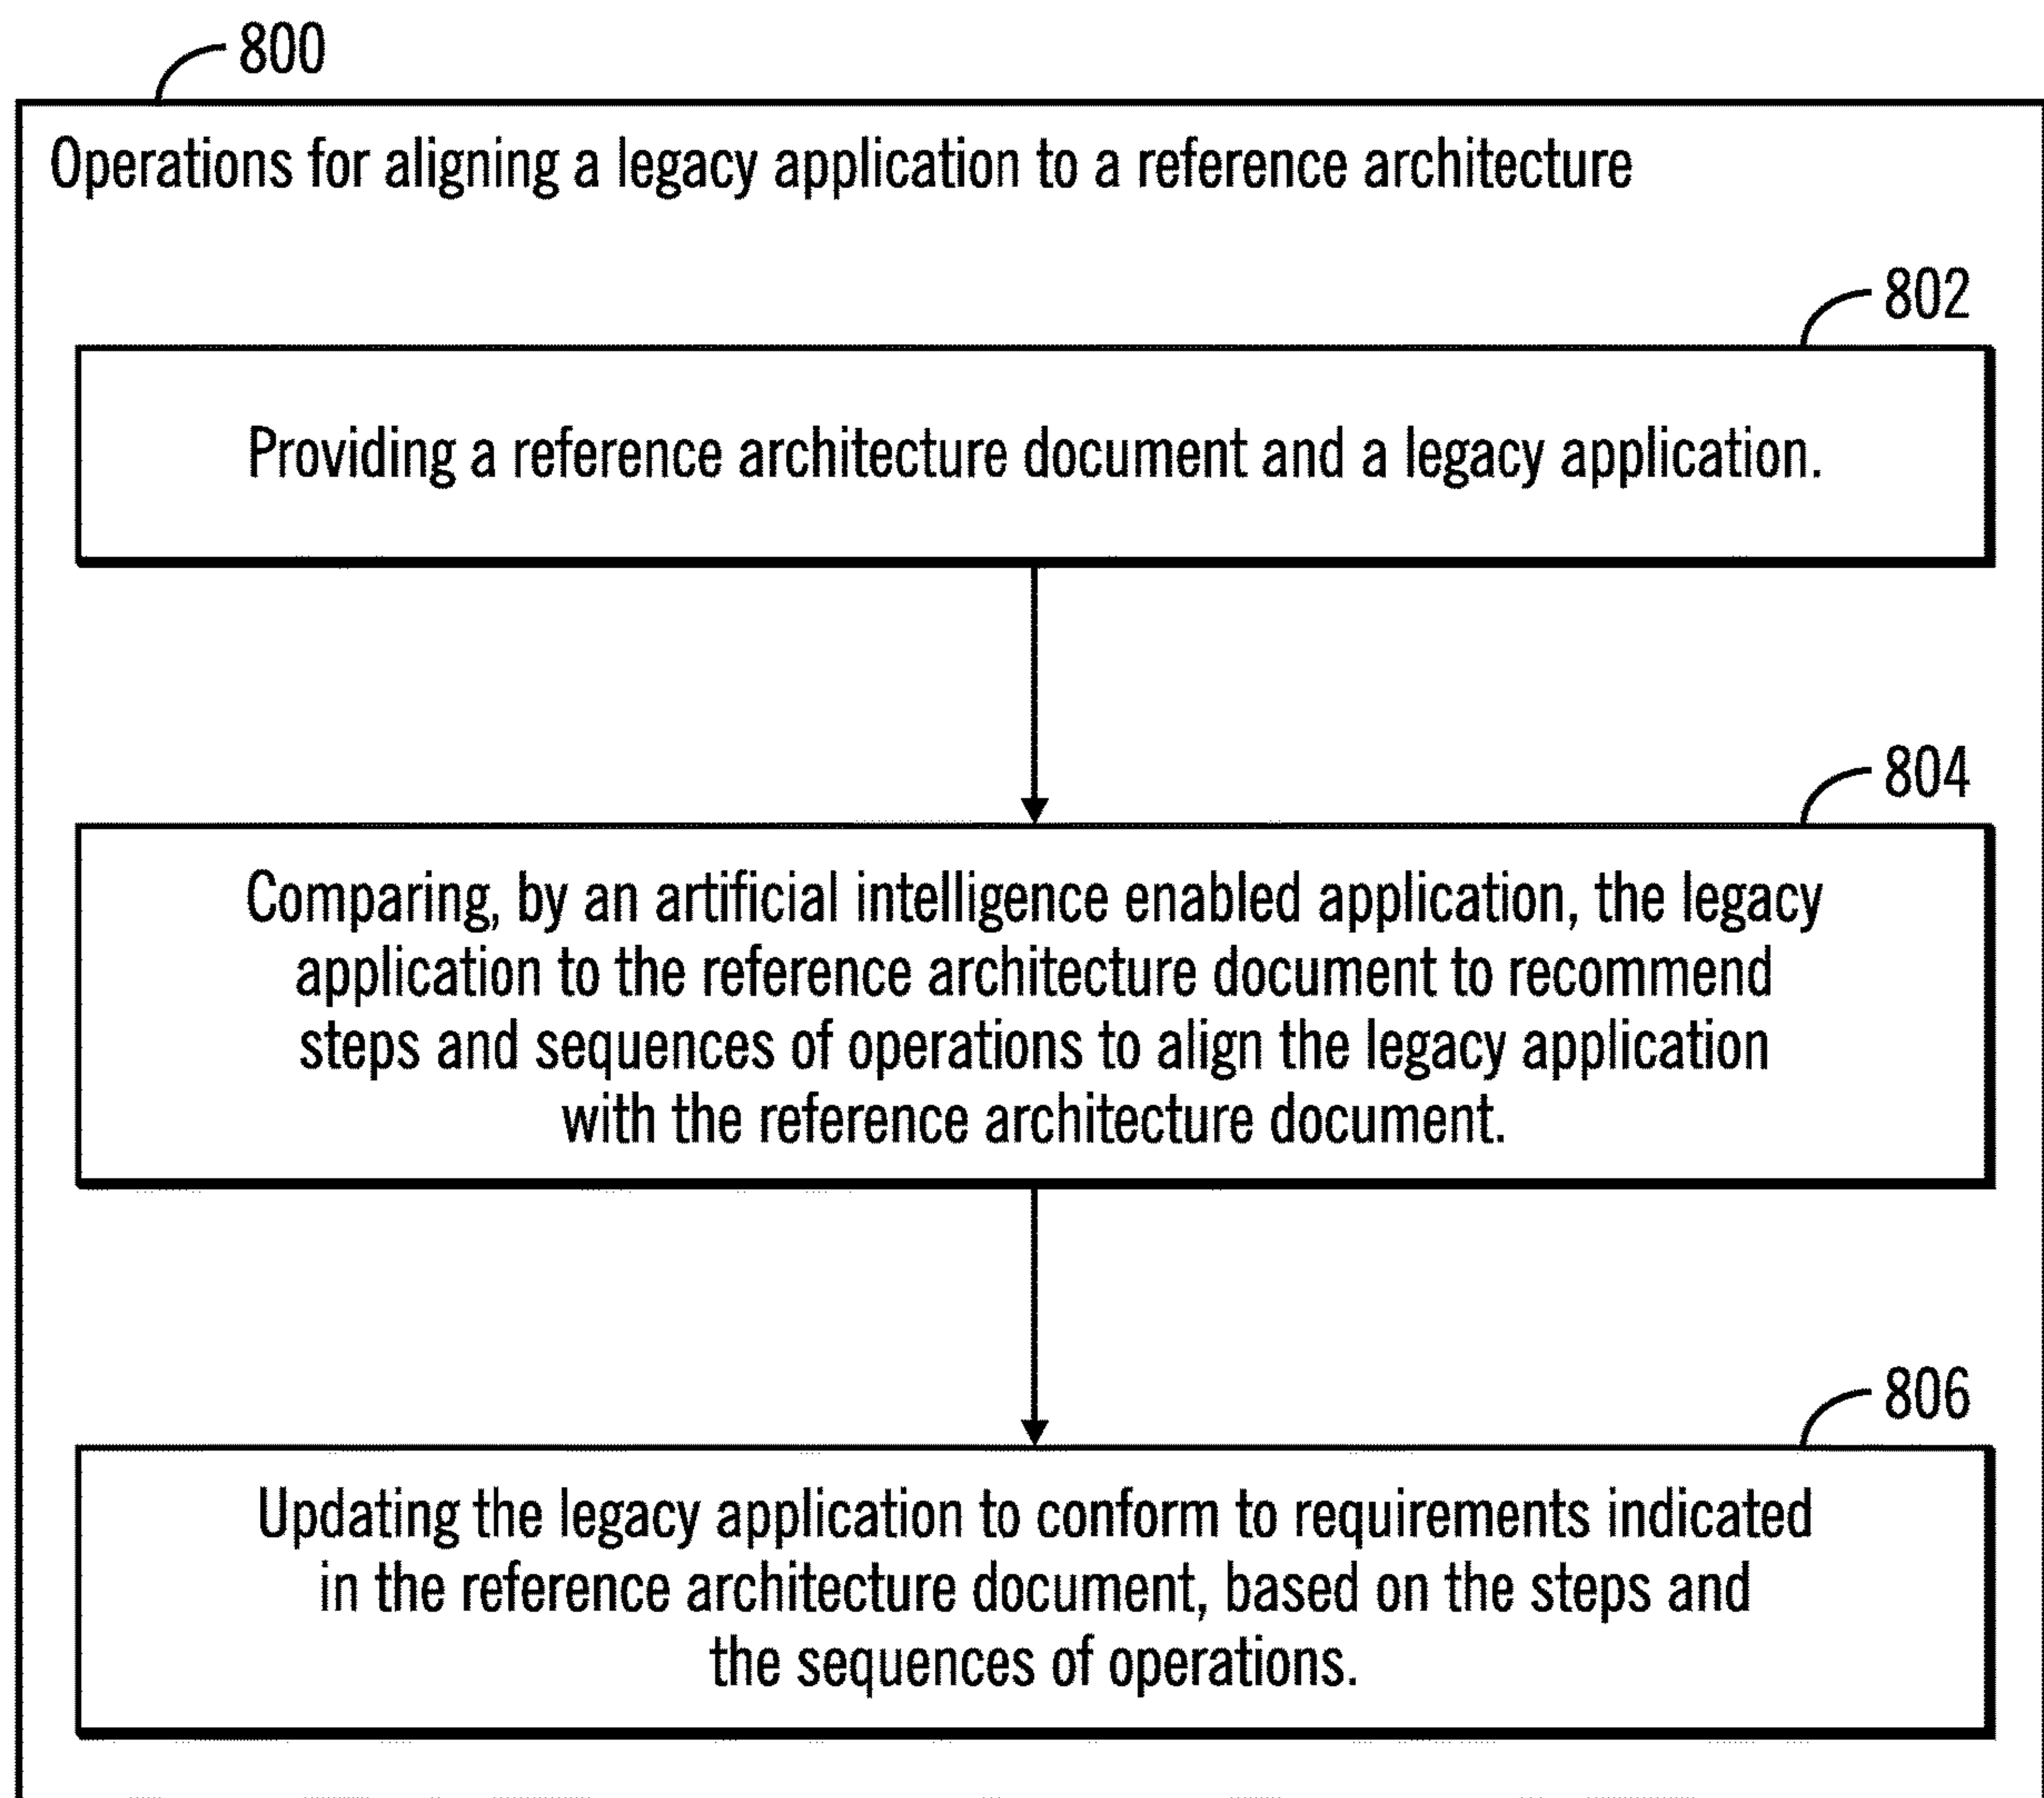 800
Operations for aligning a legacy application to a reference architecture
802
Providing a reference architecture document and a legacy application.
804
Comparing, by an artificial intelligence enabled application, the legacy
application to the reference architecture document to recommend
steps and sequences of operations to align the legacy application
with the reference architecture document.
806
Updating the legacy application to conform to requirements indicated
in the reference architecture document, based on the steps and
the sequences of operations.